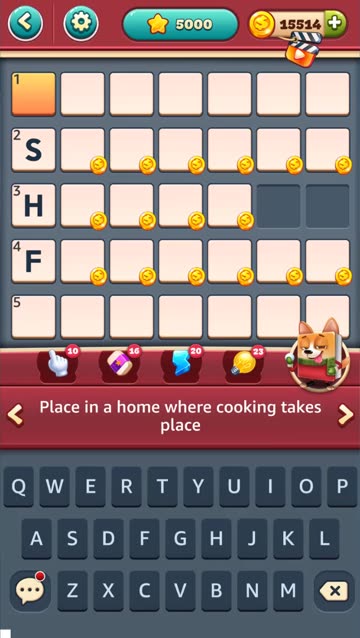 5000
15514
1
2
S
3
H
4
F
5
10
16
20
23
Place in a home where cooking takes
place
Q W E R T Y U I O P
A S D F G H J K L
Z X C V B N M